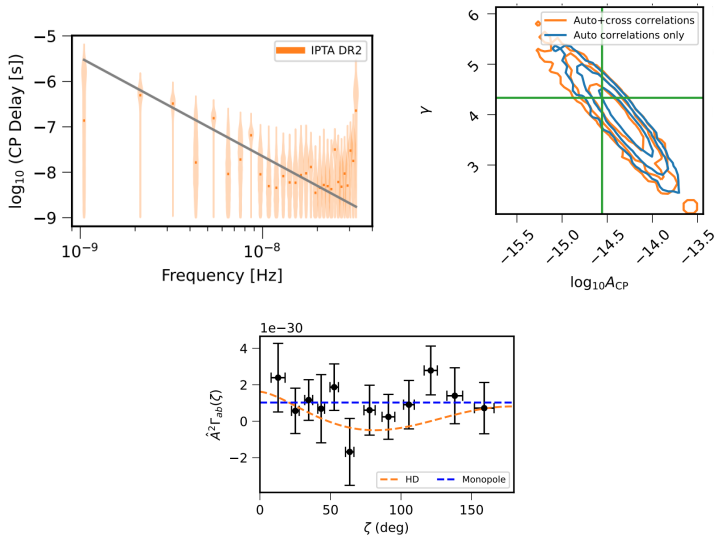 −5
−6
−7
−8
−9
log₁₀ (CP Delay [s])
IPTA DR2
10⁻⁹
10⁻⁸
Frequency [Hz]
6
5
4
3
γ
Auto+cross correlations
Auto correlations only
−15.5
−15.0
−14.5
−14.0
−13.5
log₁₀A_CP
1e−30
4
2
0
−2
Â²Γ_ab(ζ)
HD
Monopole
0
50
100
150
ζ (deg)